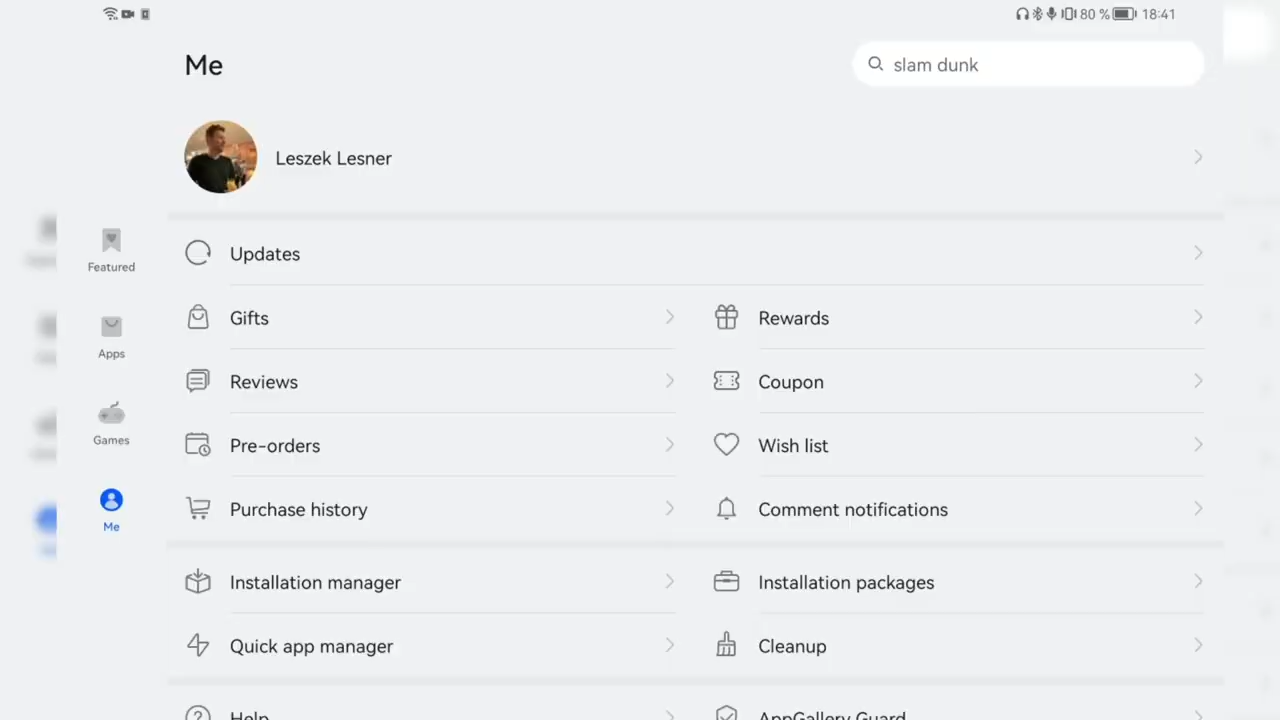 80 % 18:41
Me
slam dunk
Leszek Lesner
Updates
Gifts
Rewards
Reviews
Coupon
Pre-orders
Wish list
Purchase history
Comment notifications
Installation manager
Installation packages
Quick app manager
Cleanup
Help
AppGallery Guard
Featured
Apps
Games
Me